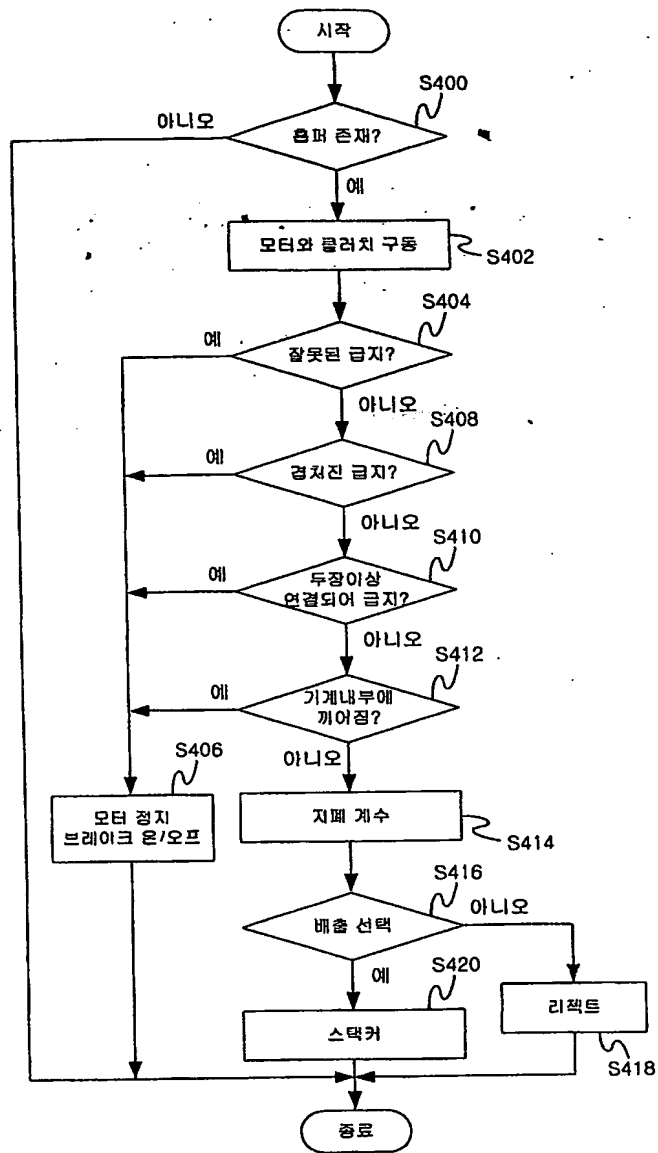 시작
S400
아니오
홉퍼 존재?
예
모터와 클러치 구동
S402
S404
예
잘못된 급지?
아니오
S408
예
겹쳐진 급지?
아니오
S410
예
두장이상
연결되어 급지?
아니오
S412
예
기계내부에
끼어짐?
아니오
S406
모터 정지
브레이크 온/오프
지폐 계수
S414
S416
배출 선택
아니오
예
S420
스택커
리젝트
S418
종료